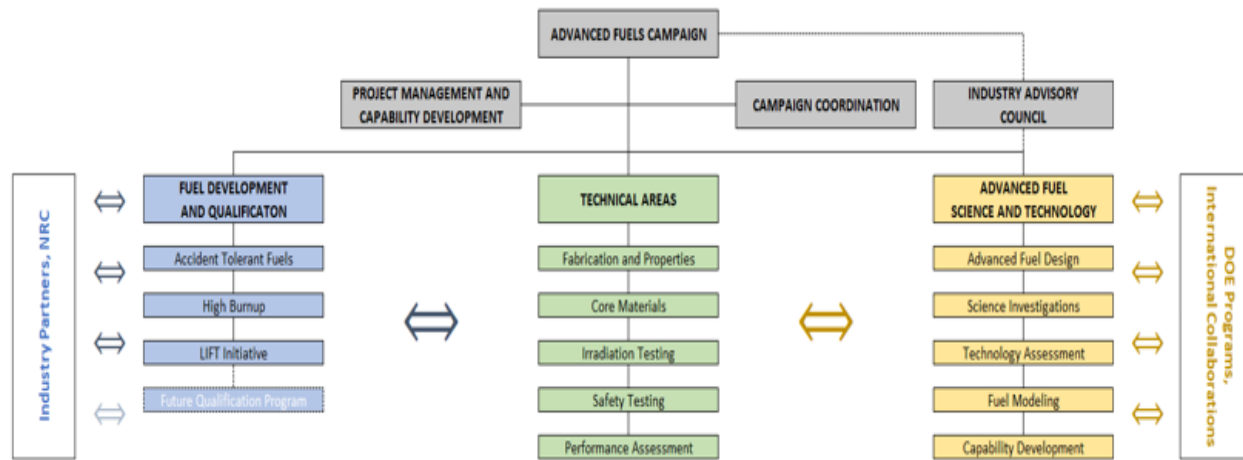 ADVANCED FUELS CAMPAIGN
PROJECT MANAGEMENT AND
CAPABILITY DEVELOPMENT
CAMPAIGN COORDINATION
INDUSTRY ADVISORY
COUNCIL
Industry Partners, NRC
FUEL DEVELOPMENT
AND QUALIFICATON
Accident Tolerant Fuels
High Burnup
LIFT Initiative
Future Qualification Program
TECHNICAL AREAS
Fabrication and Properties
Core Materials
Irradiation Testing
Safety Testing
Performance Assessment
ADVANCED FUEL
SCIENCE AND TECHNOLOGY
Advanced Fuel Design
Science Investigations
Technology Assessment
Fuel Modeling
Capability Development
DOE Programs,
International Collaborations